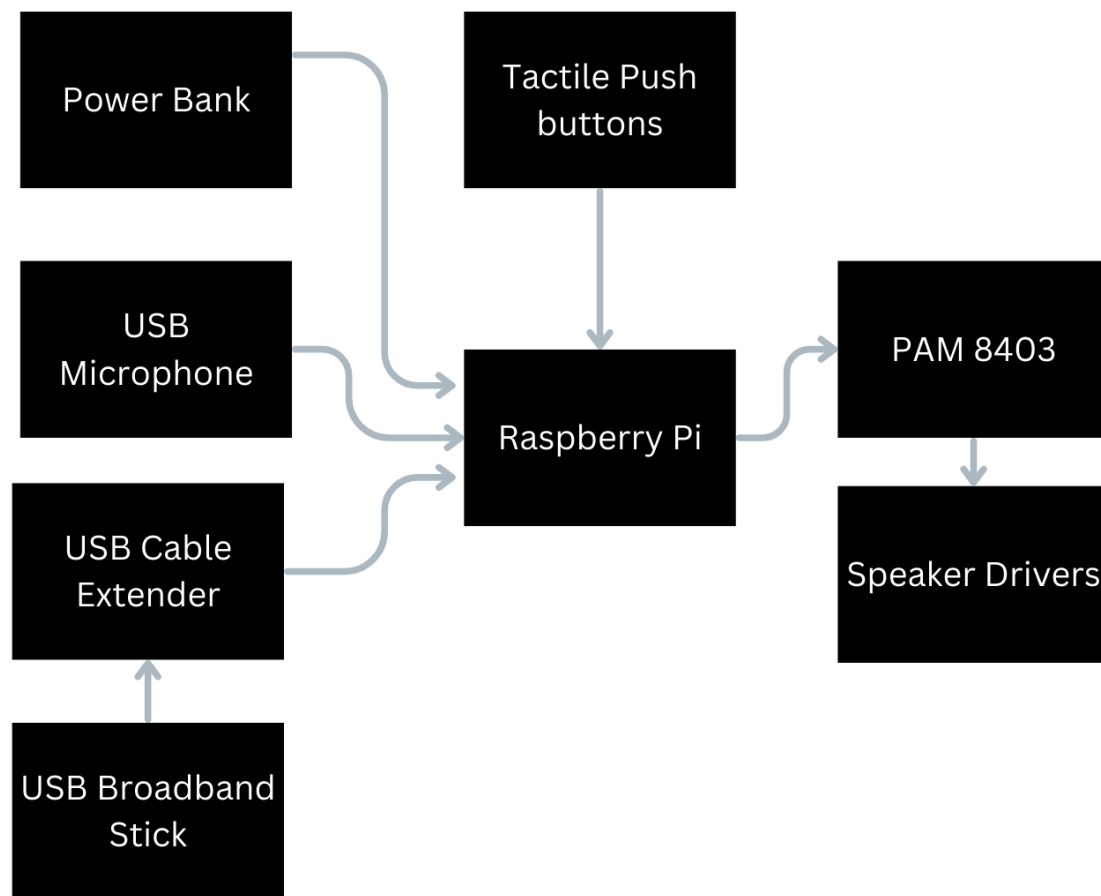 Power Bank
Tactile Push
buttons
USB
Microphone
Raspberry Pi
PAM 8403
USB Cable
Extender
Speaker Drivers
USB Broadband
Stick